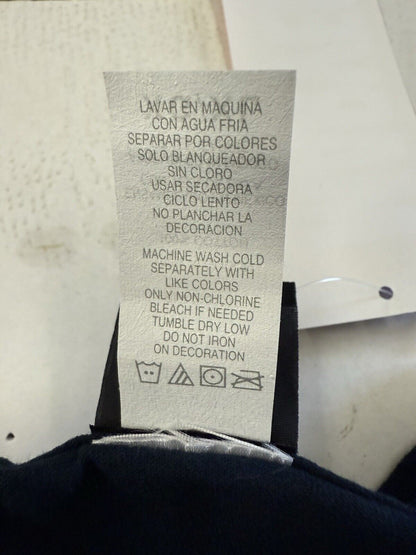 LAVAR EN MAQUINA
CON AGUA FRIA
SEPARAR POR COLORES
SOLO BLANQUEADOR
SIN CLORO
USAR SECADORA
CICLO LENTO
NO PLANCHAR LA
DECORACION
MACHINE WASH COLD
SEPARATELY WITH
LIKE COLORS
ONLY NON-CHLORINE
BLEACH IF NEEDED
TUMBLE DRY LOW
DO NOT IRON
ON DECORATION